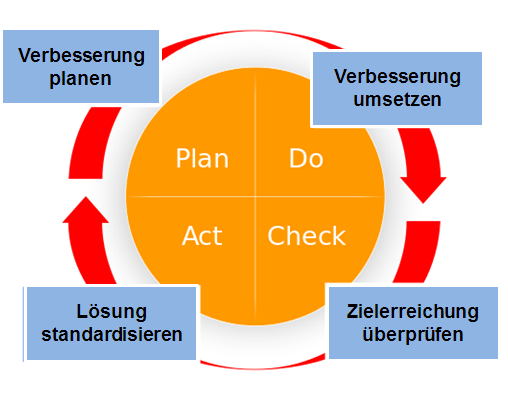 Verbesserung
planen
Verbesserung
umsetzen
Plan
Do
Act
Check
Lösung
standardisieren
Zielerreichung
überprüfen